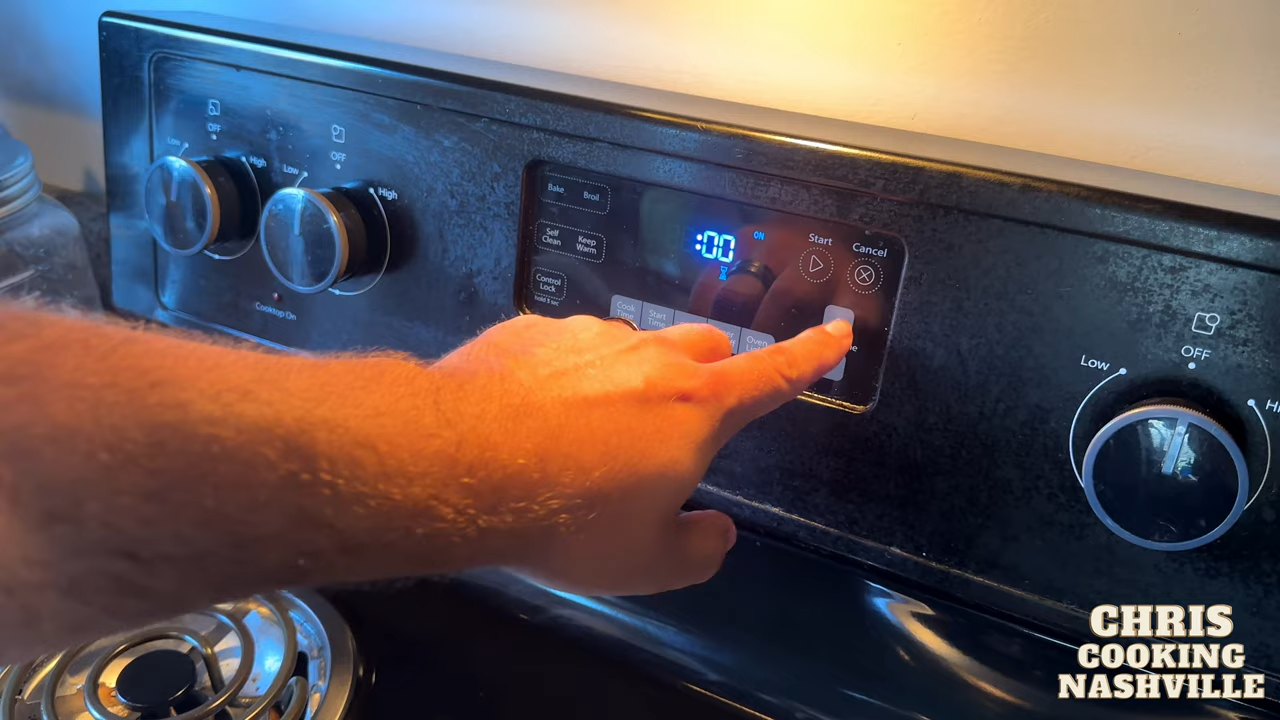 OFF
Low
High
OFF
Low
High
Cooktop On
Bake Broil
Self
Clean
Keep
Warm
Control
Lock
hold 3 sec
:00
ON
Start
Cancel
Cook
Time
Start
Time
Oven
OFF
Low
CHRIS
COOKING
NASHVILLE